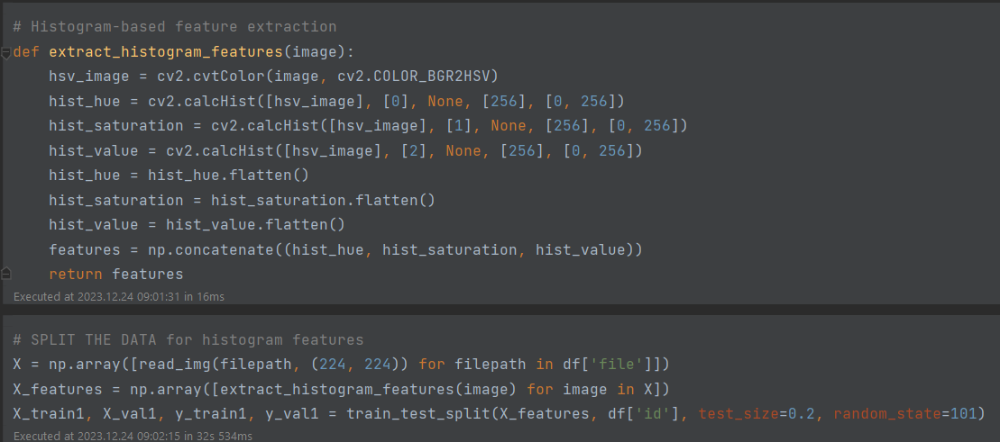 # Histogram-based feature extraction
def extract_histogram_features(image):
    hsv_image = cv2.cvtColor(image, cv2.COLOR_BGR2HSV)
    hist_hue = cv2.calcHist([hsv_image], [0], None, [256], [0, 256])
    hist_saturation = cv2.calcHist([hsv_image], [1], None, [256], [0, 256])
    hist_value = cv2.calcHist([hsv_image], [2], None, [256], [0, 256])
    hist_hue = hist_hue.flatten()
    hist_saturation = hist_saturation.flatten()
    hist_value = hist_value.flatten()
    features = np.concatenate((hist_hue, hist_saturation, hist_value))
    return features
Executed at 2023.12.24 09:01:31 in 16ms
# SPLIT THE DATA for histogram features
X = np.array([read_img(filepath, (224, 224)) for filepath in df['file']])
X_features = np.array([extract_histogram_features(image) for image in X])
X_train1, X_val1, y_train1, y_val1 = train_test_split(X_features, df['id'], test_size=0.2, random_state=101)
Executed at 2023.12.24 09:02:15 in 32s 534ms